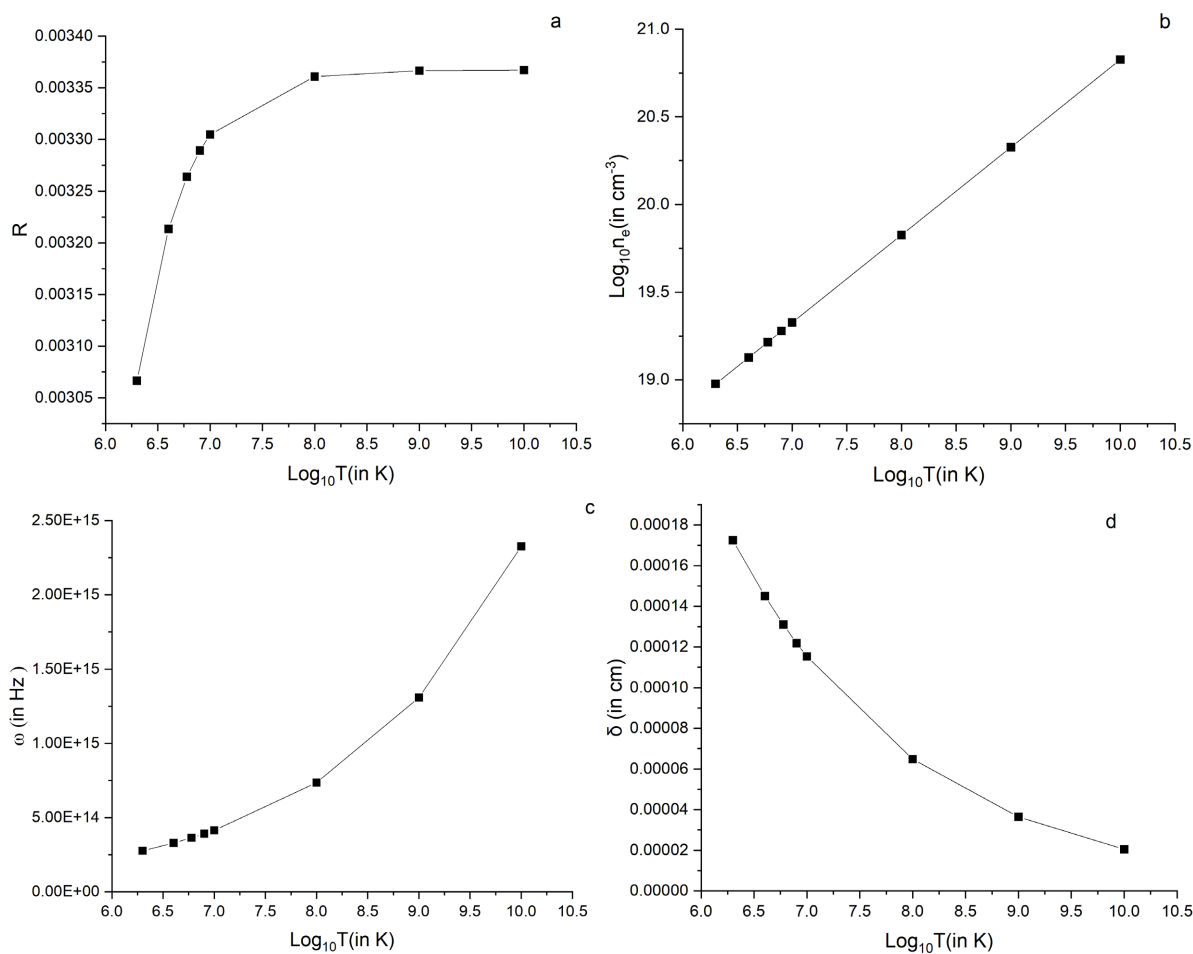 a
0.00340
0.00335
0.00330
0.00325
0.00320
0.00315
0.00310
0.00305
R
6.0 6.5 7.0 7.5 8.0 8.5 9.0 9.5 10.0 10.5
Log₁₀T(in K)
b
21.0
20.5
20.0
19.5
19.0
Log₁₀nₑ(in cm⁻³)
6.0 6.5 7.0 7.5 8.0 8.5 9.0 9.5 10.0 10.5
Log₁₀T(in K)
c
2.50E+15
2.00E+15
1.50E+15
1.00E+15
5.00E+14
0.00E+00
ω (in Hz )
6.0 6.5 7.0 7.5 8.0 8.5 9.0 9.5 10.0 10.5
Log₁₀T(in K)
d
0.00018
0.00016
0.00014
0.00012
0.00010
0.00008
0.00006
0.00004
0.00002
0.00000
δ (in cm)
6.0 6.5 7.0 7.5 8.0 8.5 9.0 9.5 10.0 10.5
Log₁₀T(in K)